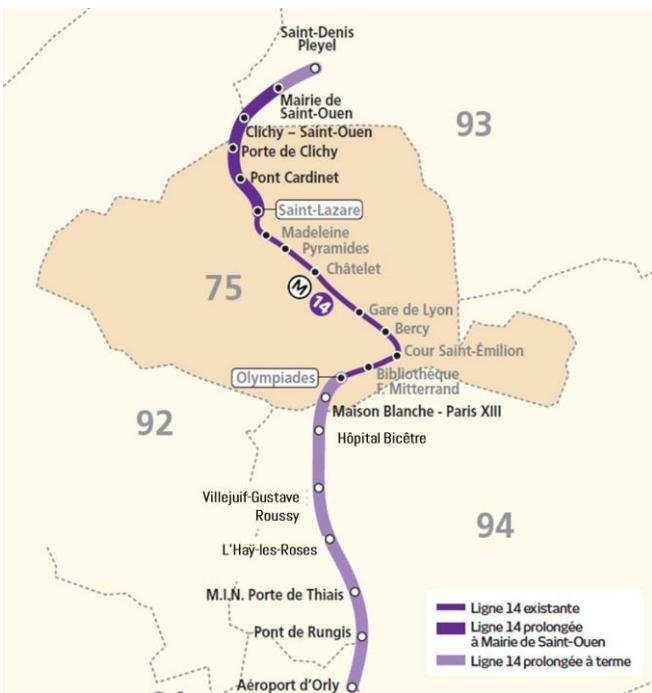 Saint-Denis
Pleyel
Mairie de
Saint-Ouen
93
Clichy – Saint-Ouen
Porte de Clichy
Pont Cardinet
Saint-Lazare
Madeleine
Pyramides
Châtelet
75
M
14
Gare de Lyon
Bercy
Cour Saint-Émilion
Olympiades
Bibliothèque
F. Mitterrand
Maison Blanche - Paris XIII
92
Hôpital Bicêtre
Villejuif-Gustave
Roussy
94
L'Haÿ-les-Roses
M.I.N. Porte de Thiais
Pont de Rungis
Aéroport d'Orly
Ligne 14 existante
Ligne 14 prolongée
à Mairie de Saint-Ouen
Ligne 14 prolongée à terme